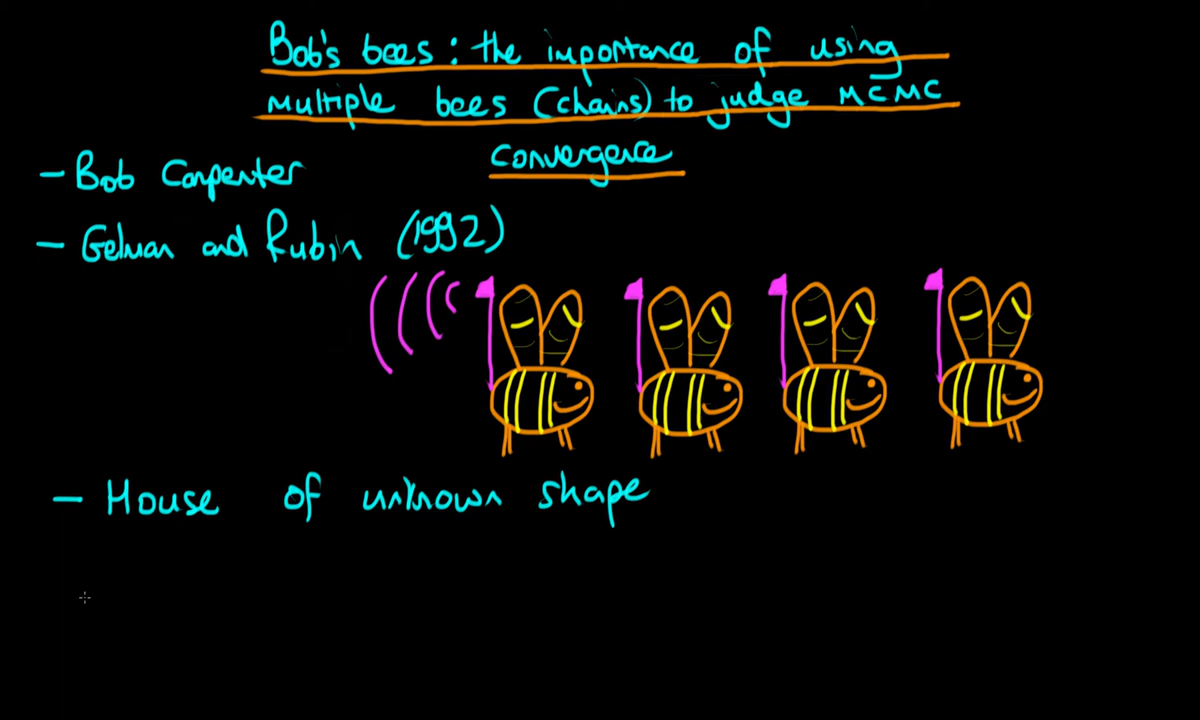 Bob's bees : the importance of using
multiple bees (chains) to judge MCMC
convergence
- Bob Carpenter
- Gelman and Rubin (1992)
- House of unknown shape